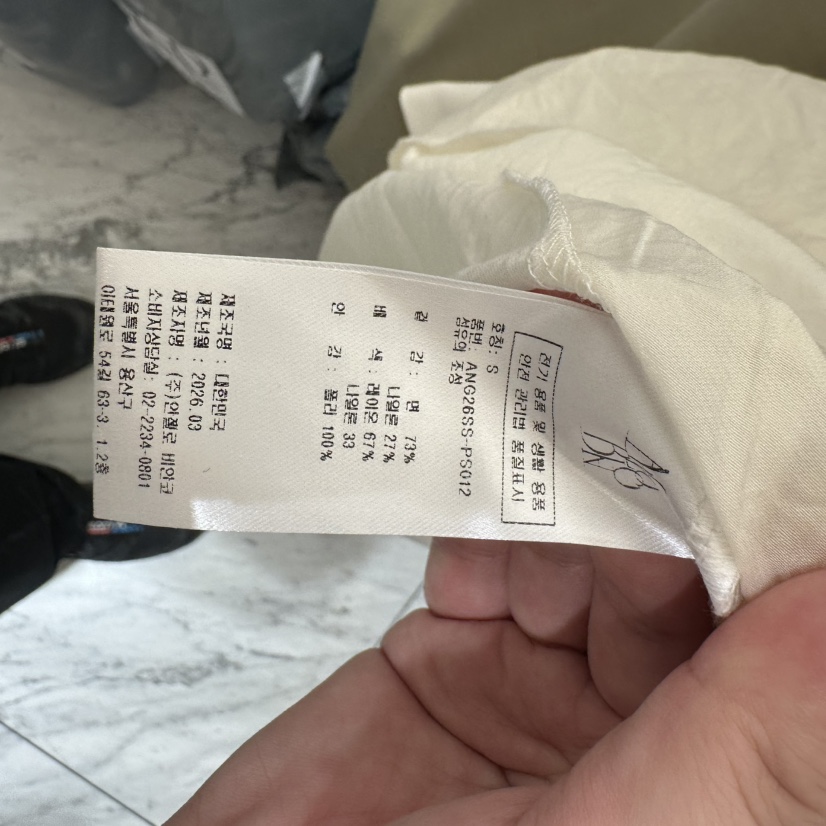 전기 용품 및 생활 용품
안전 관리법 품질표시
호칭: S
품번: ANG26SS-PS012
섬유의 조성
겉 감: 면 73%
나일론 27%
배 색: 레이온 67%
나일론 33
안 감: 폴리 100%
제조국명: 대한민국
제조년월: 2026.03
제조자명: (주)안젤로 비안코
소비자상담실: 02-2234-0801
서울특별시 용산구
이태원로 54길 63-3, 1,2층